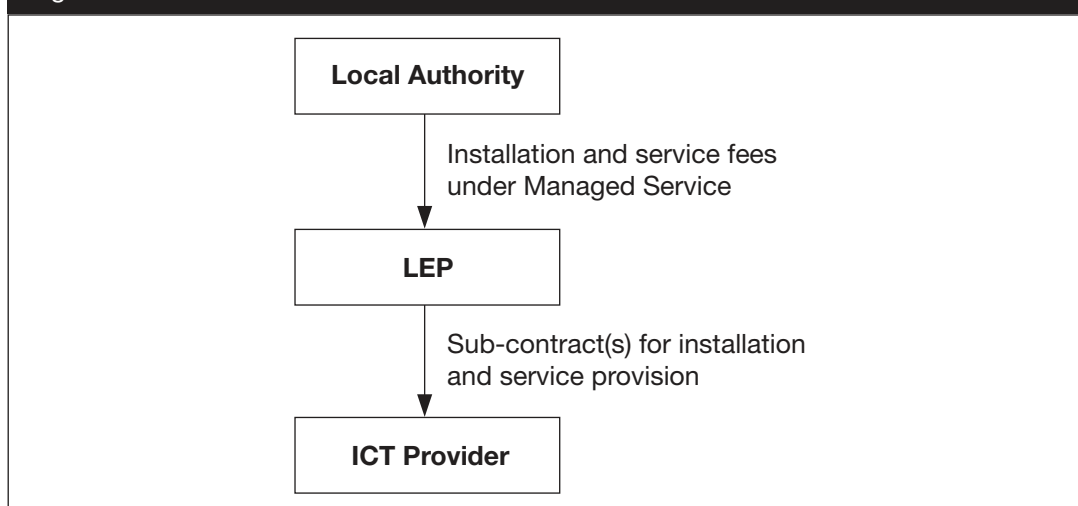 Local Authority
Installation and service fees
under Managed Service
LEP
Sub-contract(s) for installation
and service provision
ICT Provider